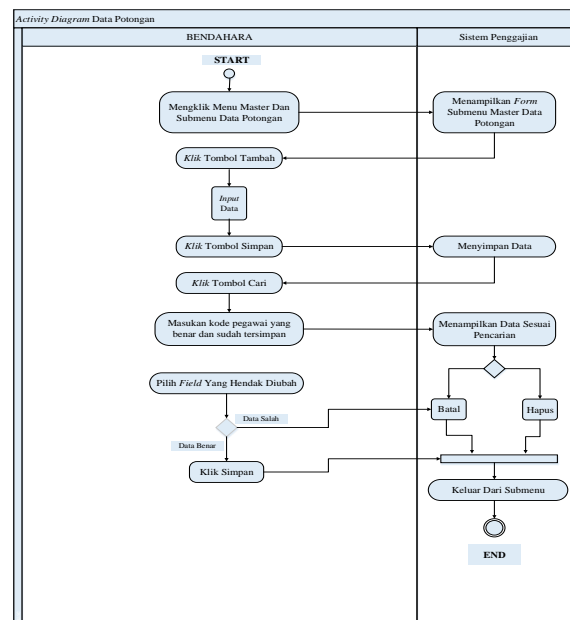 Activity Diagram Data Potongan
BENDAHARA
Sistem Penggajian
START
Mengklik Menu Master Dan
Submenu Data Potongan
Menampilkan Form
Submenu Master Data
Potongan
Klik Tombol Tambah
Input
Data
Klik Tombol Simpan
Menyimpan Data
Klik Tombol Cari
Masukan kode pegawai yang
benar dan sudah tersimpan
Menampilkan Data Sesuai
Pencarian
Pilih Field Yang Hendak Diubah
Data Salah
Batal
Hapus
Data Benar
Klik Simpan
Keluar Dari Submenu
END